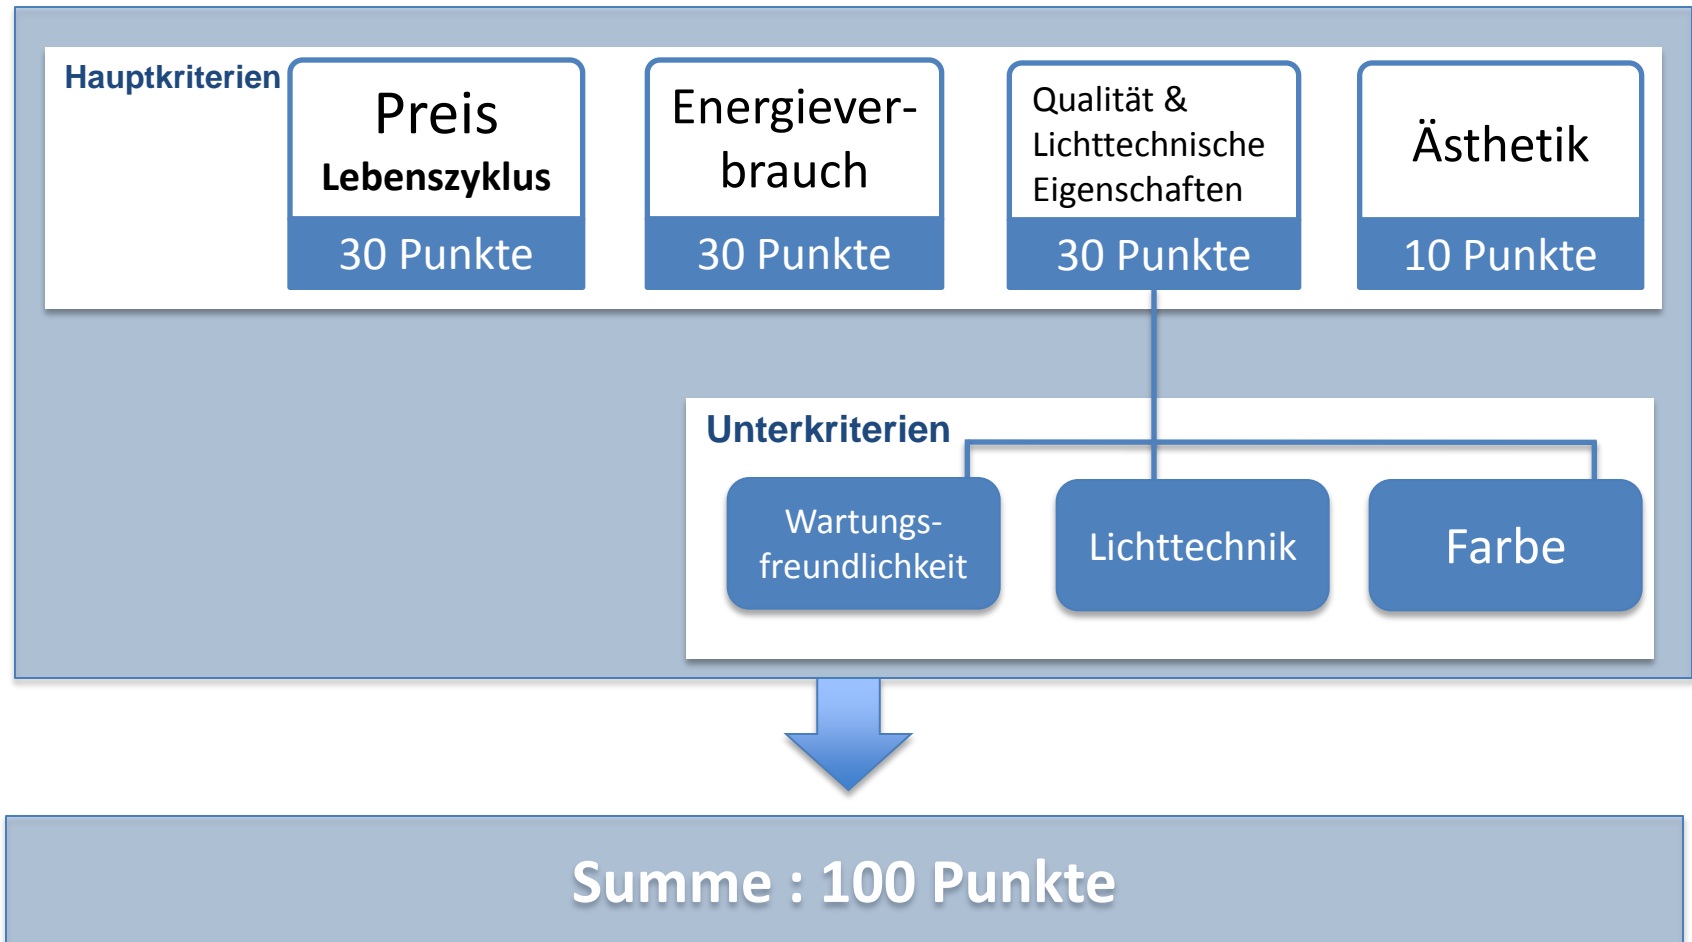 Hauptkriterien
Preis
Lebenszyklus
30 Punkte
Energiever-
brauch
30 Punkte
Qualität &
Lichttechnische
Eigenschaften
30 Punkte
Ästhetik
10 Punkte
Unterkriterien
Wartungs-
freundlichkeit
Lichttechnik
Farbe
Summe : 100 Punkte